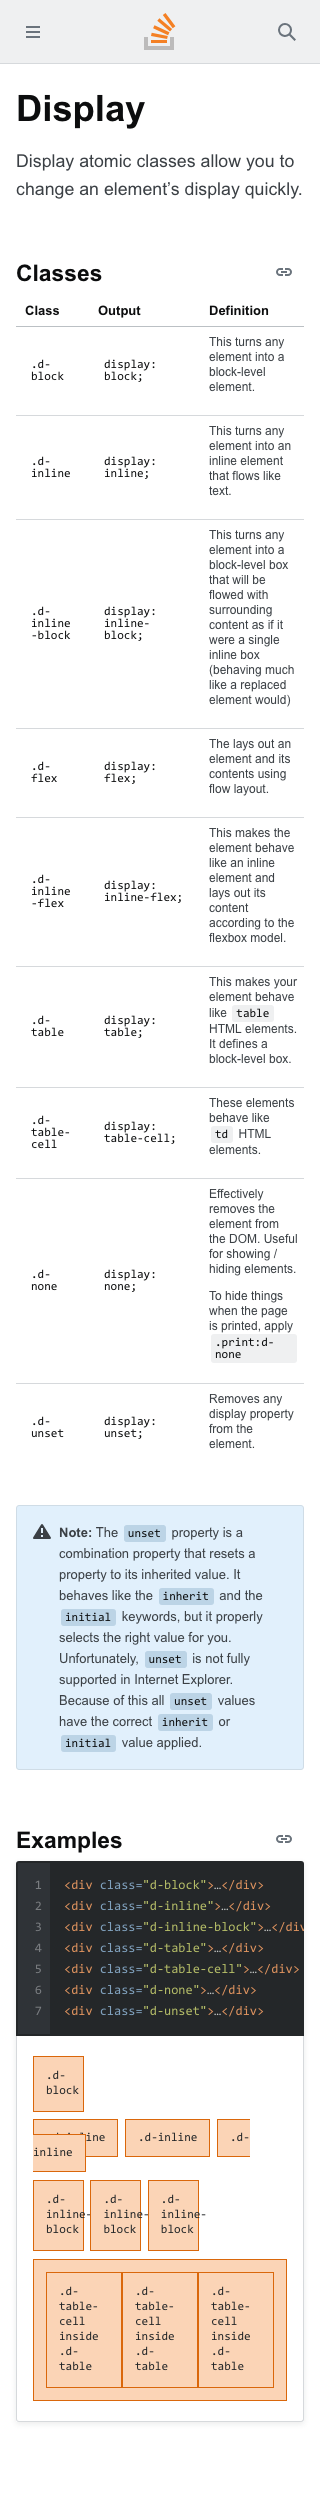 Display
Display atomic classes allow you to
change an element’s display quickly.
Classes
Class Output Definition
.d-
block
display:
block;
This turns any
element into a
block-level
element.
.d-
inline
display:
inline;
This turns any
element into an
inline element
that flows like
text.
.d-
inline
-block
display:
inline-
block;
This turns any
element into a
block-level box
that will be
flowed with
surrounding
content as if it
were a single
inline box
(behaving much
like a replaced
element would)
.d-
flex
display:
flex;
The lays out an
element and its
contents using
flow layout.
.d-
inline
-flex
display:
inline-flex;
This makes the
element behave
like an inline
element and
lays out its
content
according to the
flexbox model.
.d-
table
display:
table;
This makes your
element behave
like table
HTML elements.
It defines a
block-level box.
.d-
table-
cell
display:
table-cell;
These elements
behave like
td HTML
elements.
.d-
none
display:
none;
Effectively
removes the
element from
the DOM. Useful
for showing /
hiding elements.
To hide things
when the page
is printed, apply
.print:d-
none
.d-
unset
display:
unset;
Removes any
display property
from the
element.
Note: The unset property is a
combination property that resets a
property to its inherited value. It
behaves like the inherit and the
initial keywords, but it properly
selects the right value for you.
Unfortunately, unset is not fully
supported in Internet Explorer.
Because of this all unset values
have the correct inherit or
initial value applied.
Examples
1 <div class="d-block">…</div>
2 <div class="d-inline">…</div>
3 <div class="d-inline-block">…</div
4 <div class="d-table">…</div>
5 <div class="d-table-cell">…</div>
6 <div class="d-none">…</div>
7 <div class="d-unset">…</div>
.d-
block
.d-inline .d-
inline
.d-
inline-
block
.d-
inline-
block
.d-
inline-
block
.d-
table-
cell
inside
.d-
table
.d-
table-
cell
inside
.d-
table
.d-
table-
cell
inside
.d-
table